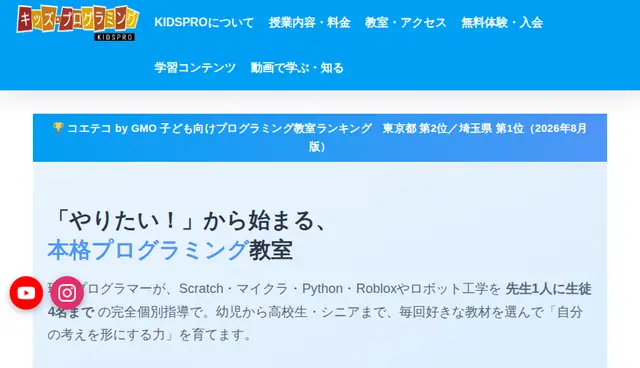 キッズ・プログラミング
KIDSPRO
KIDSPROについて 授業内容・料金 教室・アクセス 無料体験・入会
学習コンテンツ 動画で学ぶ・知る
🏆 コエテコ by GMO 子ども向けプログラミング教室ランキング　東京都 第2位／埼玉県 第1位（2026年8月
版）
「やりたい！」から始まる、
本格プログラミング教室
プログラマーが、Scratch・マイクラ・Python・Robloxやロボット工学を 先生1人に生徒
4名まで の完全個別指導で。幼児から高校生・シニアまで、毎回好きな教材を選んで「自分
の考えを形にする力」を育てます。